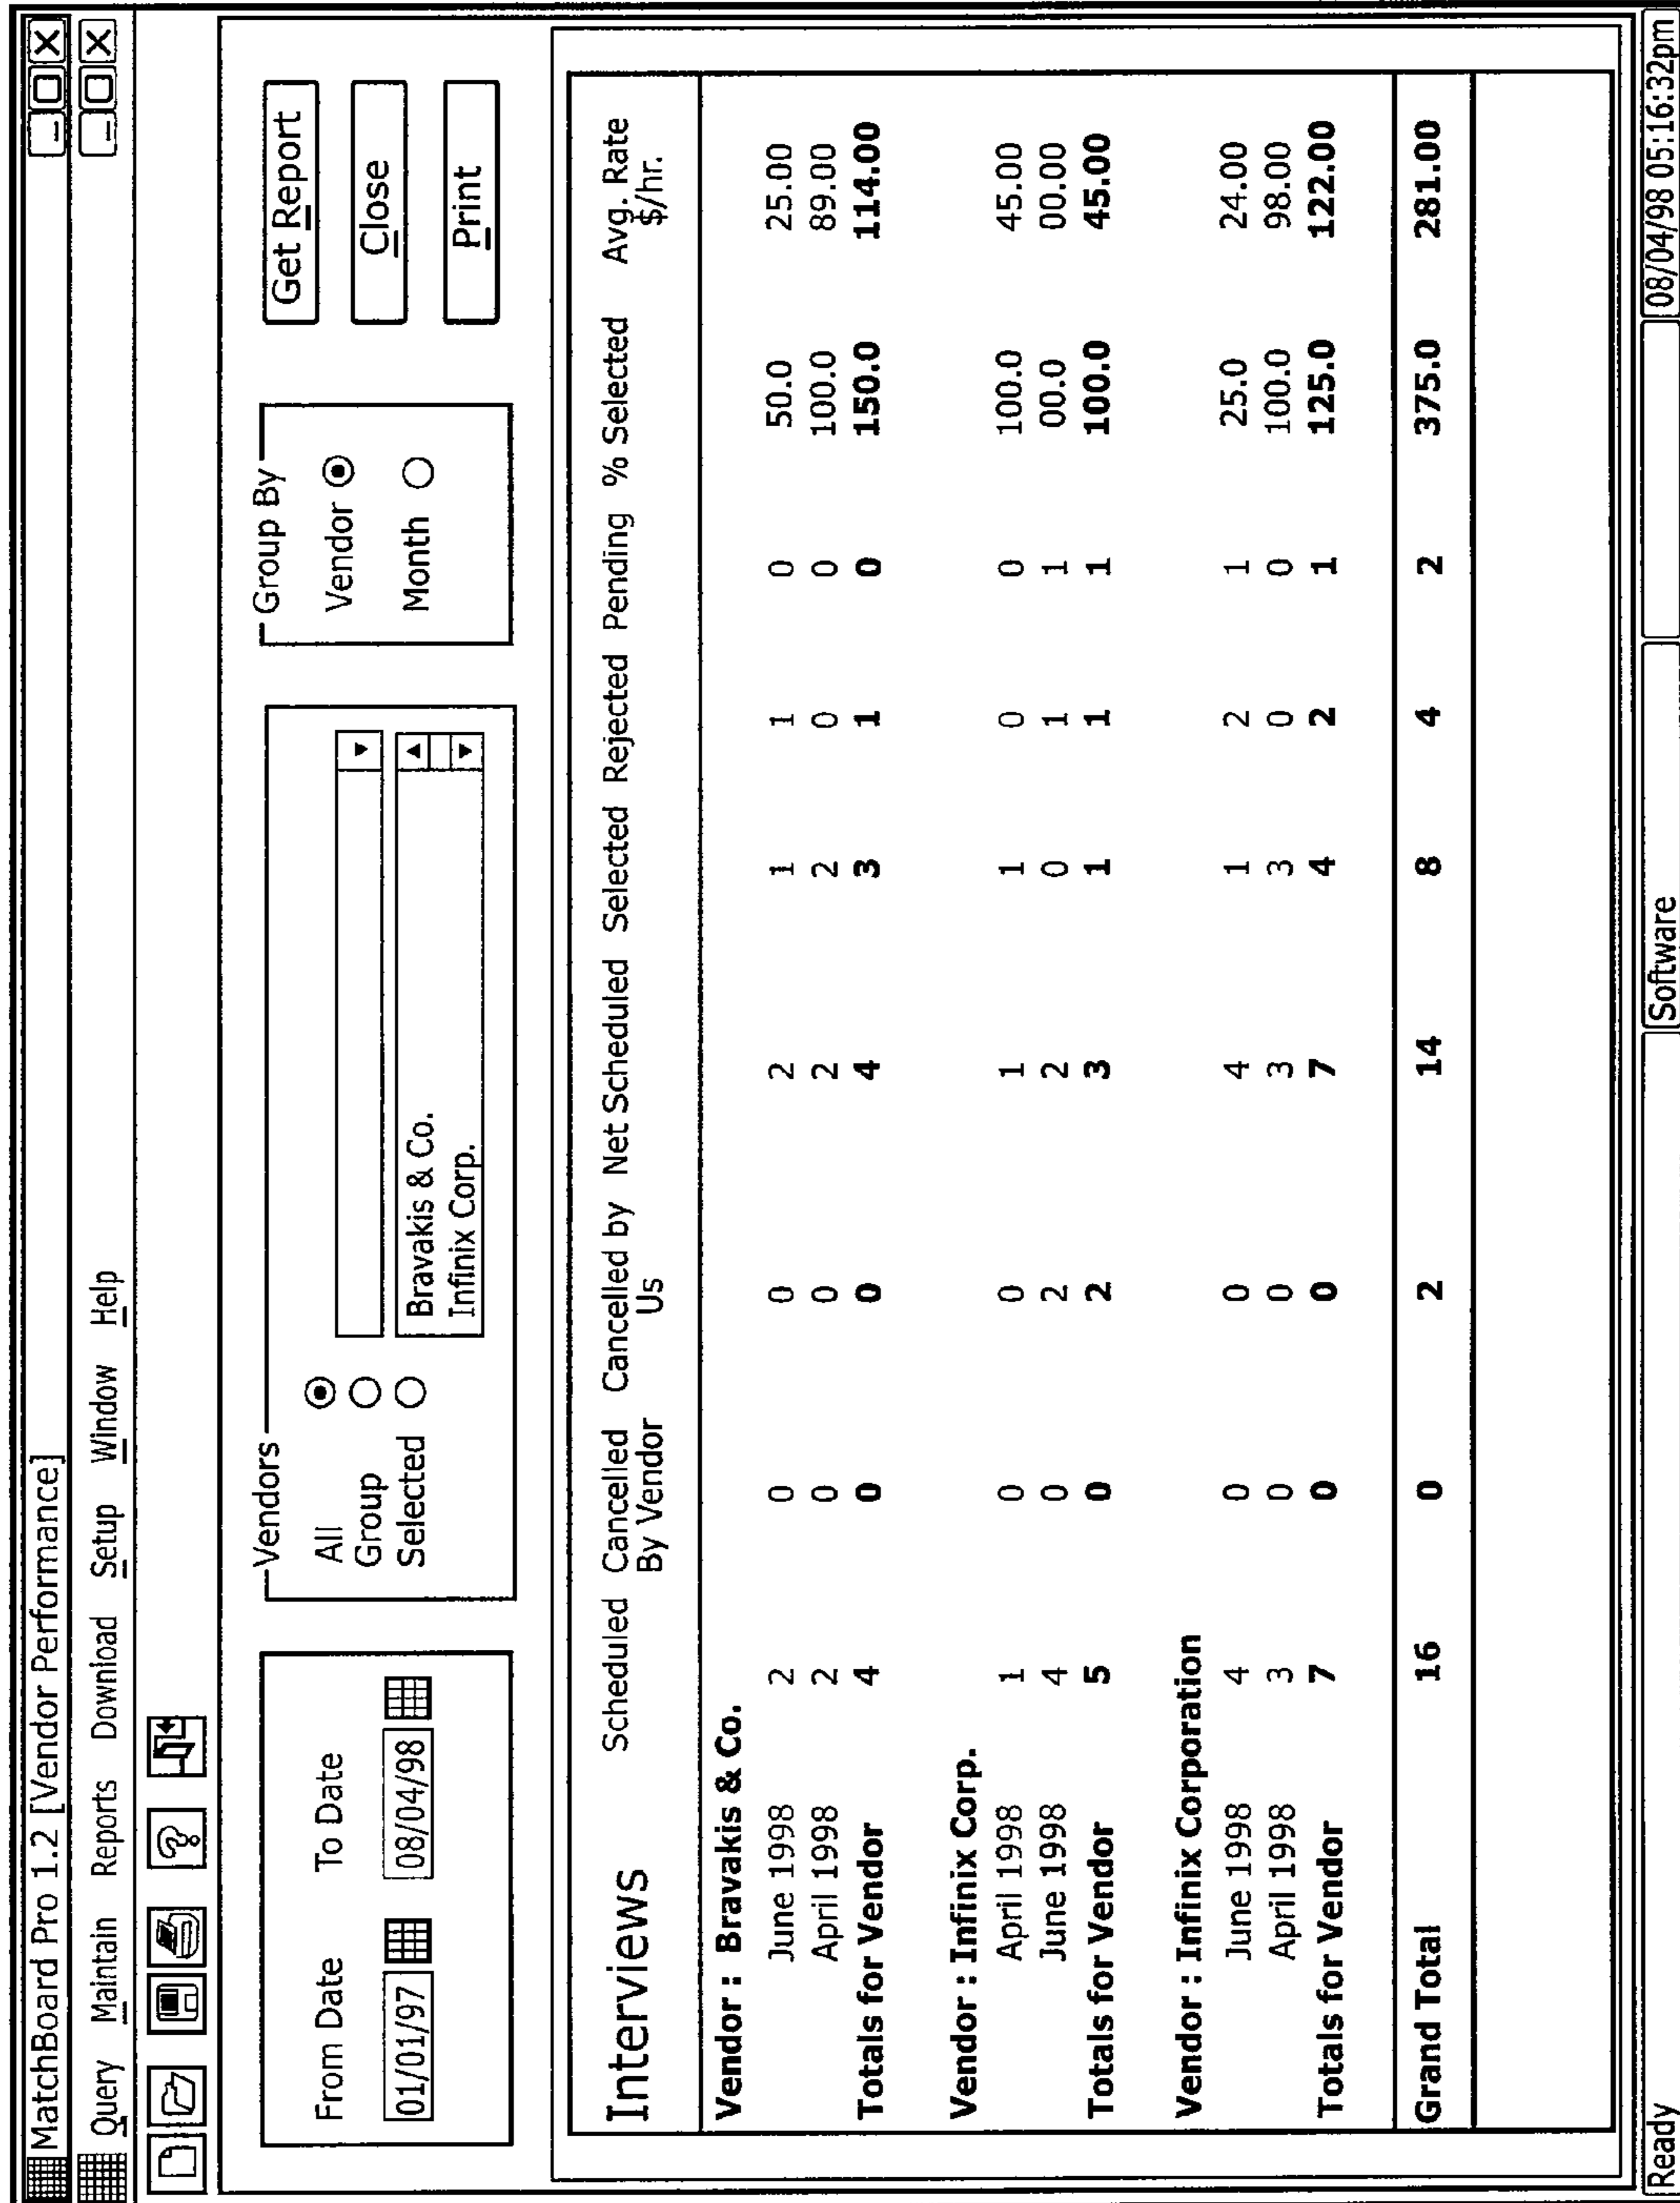 MatchBoard Pro 1.2 [Vendor Performance]
Query Maintain Reports Download Setup Window Help
From Date To Date
01/01/97 08/04/98
Vendors
All
Group
Selected
Bravakis & Co.
Infinix Corp.
Group By
Vendor
Month
Get Report
Close
Print
Interviews Scheduled Cancelled By Vendor Cancelled by Us Net Scheduled Selected Rejected Pending % Selected Avg. Rate $/hr.
Vendor : Bravakis & Co.
June 1998 2 0 0 2 1 1 0 50.0 25.00
April 1998 2 0 0 2 2 0 0 100.0 89.00
Totals for Vendor 4 0 0 4 3 1 0 150.0 114.00
Vendor : Infinix Corp.
April 1998 1 0 0 1 1 0 0 100.0 45.00
June 1998 4 0 2 2 0 1 1 00.0 00.00
Totals for Vendor 5 0 2 3 1 1 1 100.0 45.00
Vendor : Infinix Corporation
June 1998 4 0 0 4 1 2 1 25.0 24.00
April 1998 3 0 0 3 3 0 0 100.0 98.00
Totals for Vendor 7 0 0 7 4 2 1 125.0 122.00
Grand Total 16 0 2 14 8 4 2 375.0 281.00
Ready Software 08/04/98 05:16:32pm